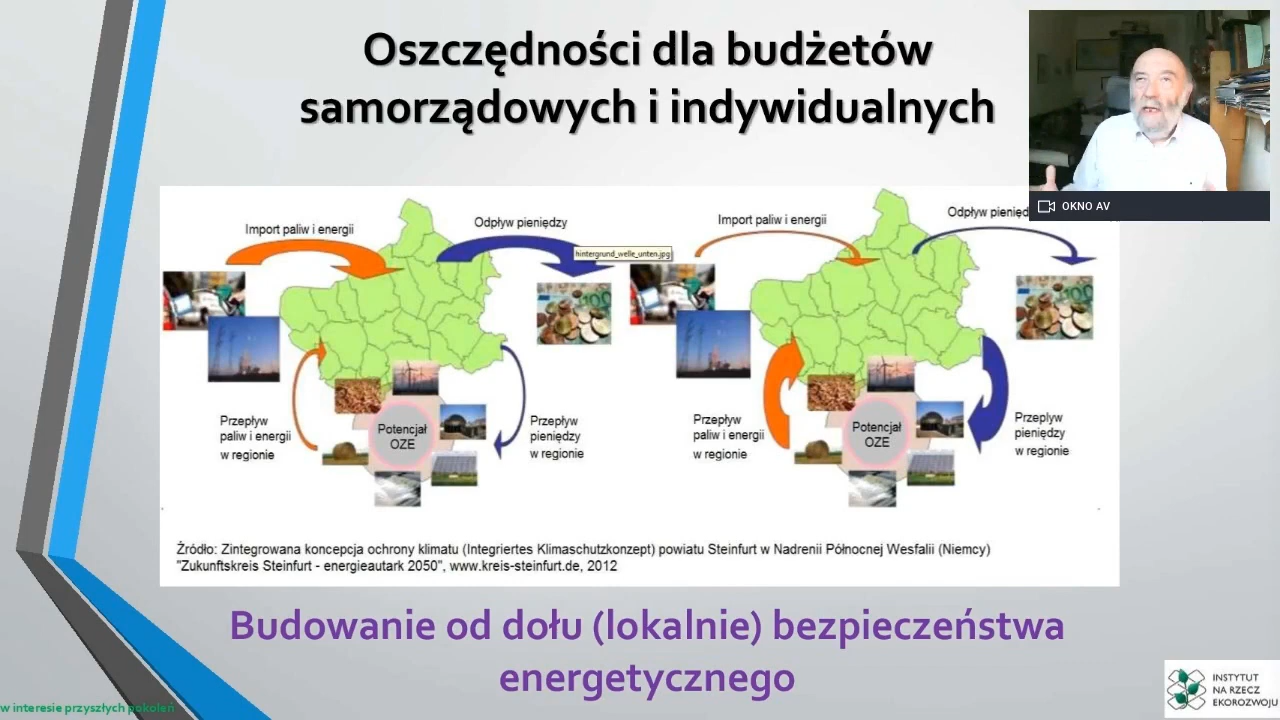 Oszczędności dla budżetów
samorządowych i indywidualnych
OKNO AV
Import paliw i energii
Odpływ pieniędzy
hintergrund_welle_unten.jpg
Przepływ
paliw i energii
w regionie
Potencjał
OZE
Przepływ
pieniędzy
w regionie
Import paliw i energii
Odpływ pienięd
Przepływ
paliw i energii
w regionie
Potencjał
OZE
Przepływ
pieniędzy
w regionie
Źródło: Zintegrowana koncepcja ochrony klimatu (Integriertes Klimaschutzkonzept) powiatu Steinfurt w Nadrenii Północnej Wesfalii (Niemcy)
"Zukunftskreis Steinfurt - energieautark 2050", www.kreis-steinfurt.de, 2012
Budowanie od dołu (lokalnie) bezpieczeństwa
energetycznego
w interesie przyszłych pokoleń
INSTYTUT
NA RZECZ
EKOROZWOJU